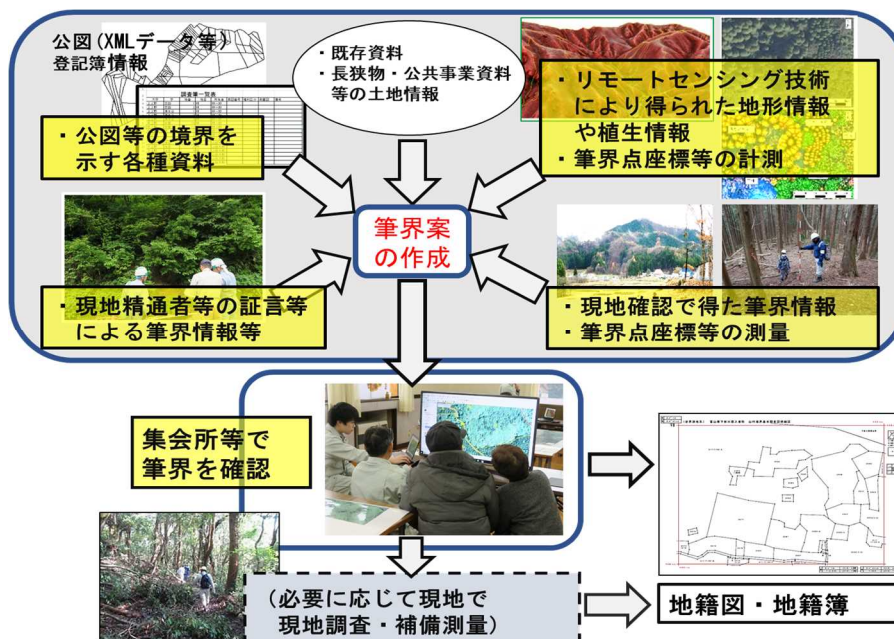 公図(XMLデータ等)
登記簿情報
調査筆一覧表
・公図等の境界を
示す各種資料
・既存資料
・長狭物・公共事業資料
等の土地情報
・リモートセンシング技術
により得られた地形情報
や植生情報
・筆界点座標等の計測
筆界案
の作成
・現地精通者等の証言等
による筆界情報等
・現地確認で得た筆界情報
・筆界点座標等の測量
集会所等で
筆界を確認
(必要に応じて現地で
現地調査・補備測量)
地籍図・地籍簿